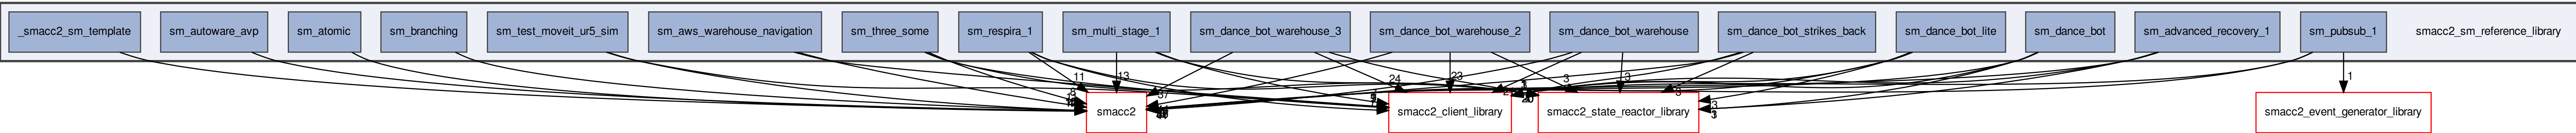 _smacc2_sm_template
sm_autoware_avp
sm_atomic
sm_branching
sm_test_moveit_ur5_sim
sm_aws_warehouse_navigation
sm_three_some
sm_respira_1
sm_multi_stage_1
sm_dance_bot_warehouse_3
sm_dance_bot_warehouse_2
sm_dance_bot_warehouse
sm_dance_bot_strikes_back
sm_dance_bot_lite
sm_dance_bot
sm_advanced_recovery_1
sm_pubsub_1
smacc2_sm_reference_library
11
13
24
23
3
3
1
smacc2
smacc2_client_library
smacc2_state_reactor_library
smacc2_event_generator_library